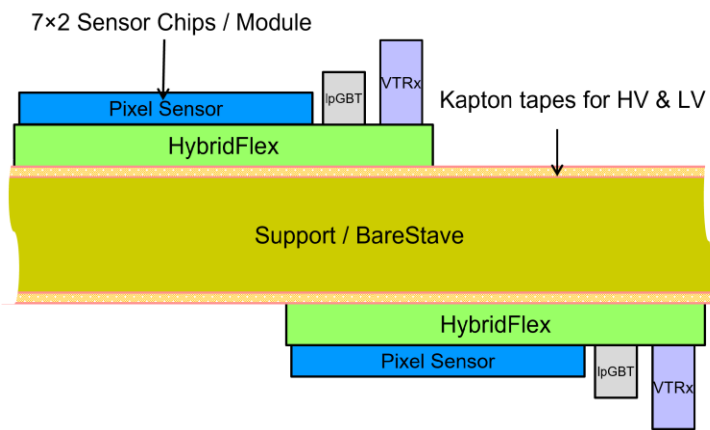 7×2 Sensor Chips / Module
lpGBT
VTRx
Kapton tapes for HV & LV
Pixel Sensor
HybridFlex
Support / BareStave
HybridFlex
Pixel Sensor
lpGBT
VTRx